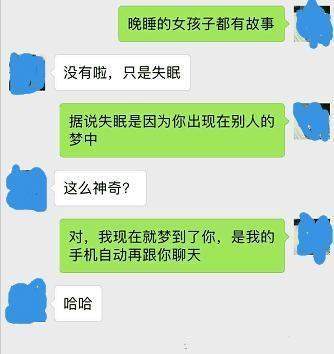 晚睡的女孩子都有故事
没有啦，只是失眠
据说失眠是因为你出现在别人的
梦中
这么神奇？
对，我现在就梦到了你，是我的
手机自动再跟你聊天
哈哈